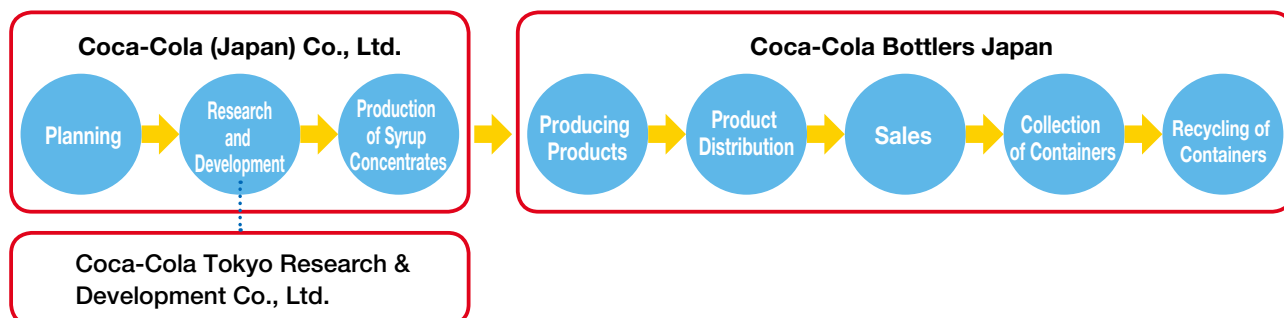 Coca-Cola (Japan) Co., Ltd.
Planning
Research
and
Development
Production
of Syrup
Concentrates
Coca-Cola Bottlers Japan
Producing
Products
Product
Distribution
Sales
Collection
of Containers
Recycling of
Containers
Coca-Cola Tokyo Research &
Development Co., Ltd.